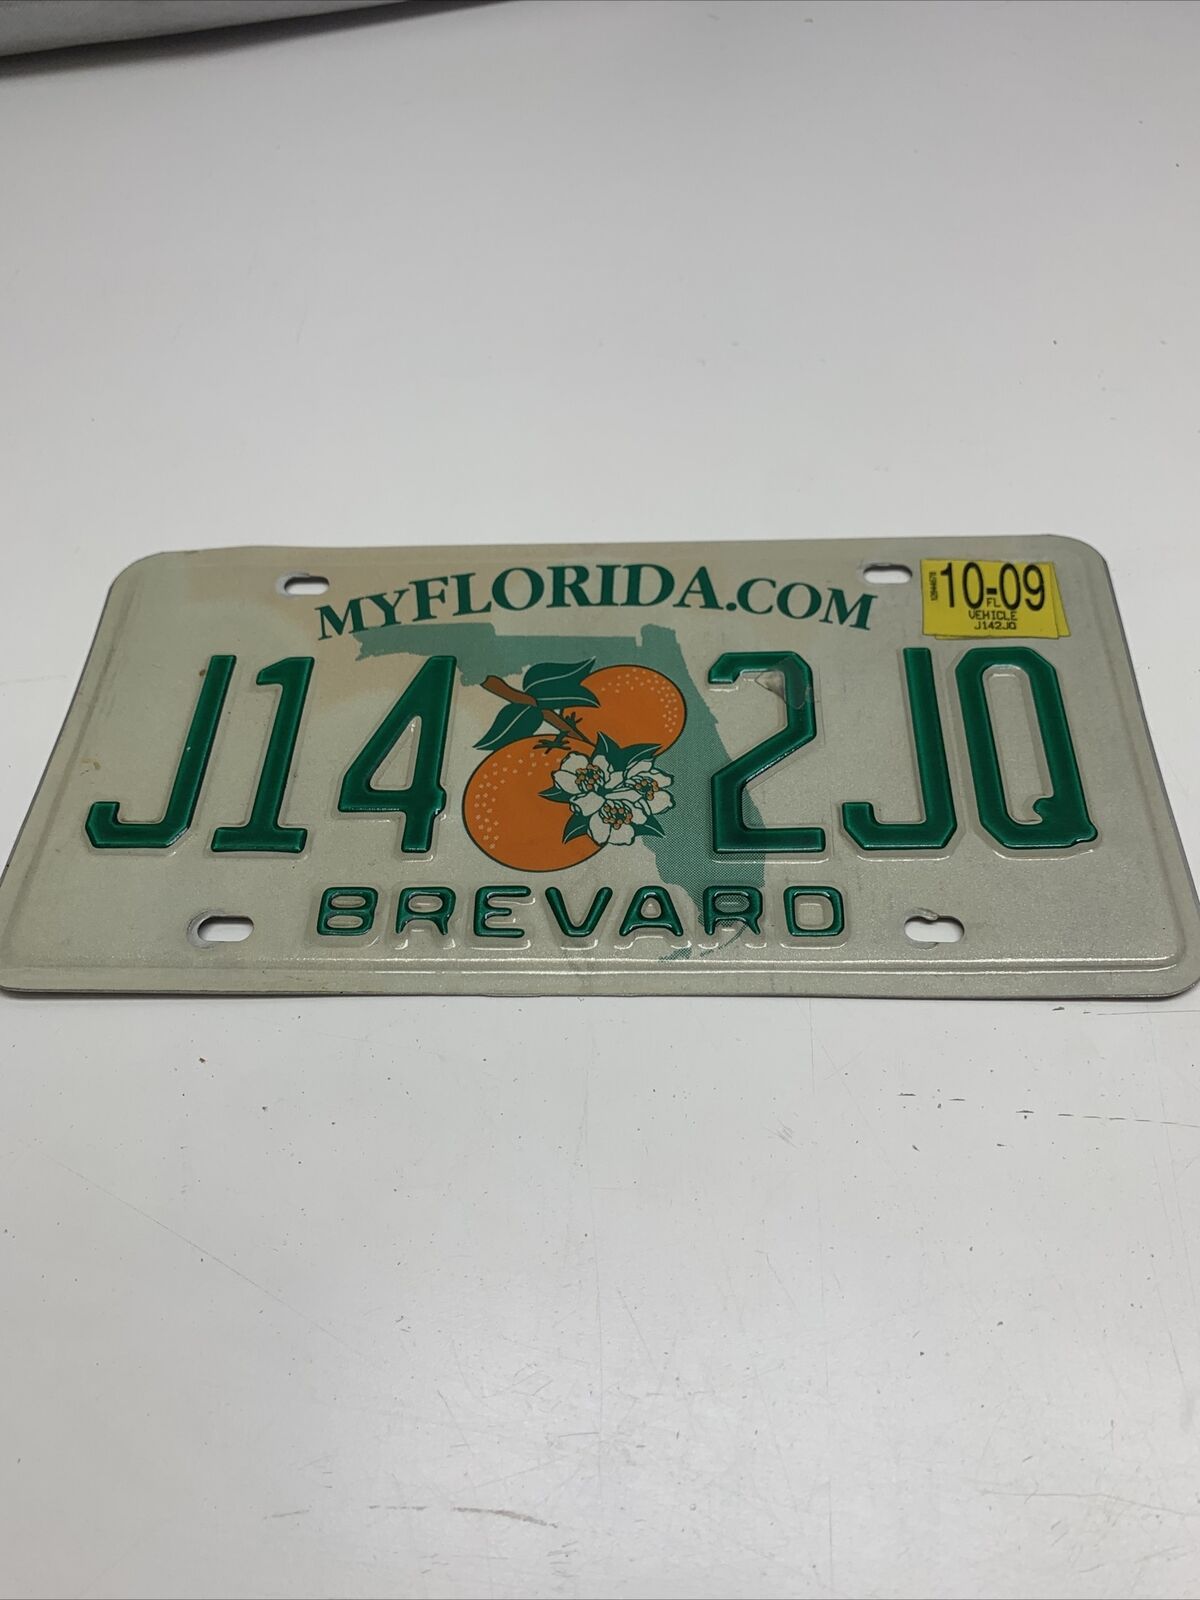 MYFLORIDA.COM
10-09
FL
VEHICLE
J142JQ
J14 2JQ
BREVARD